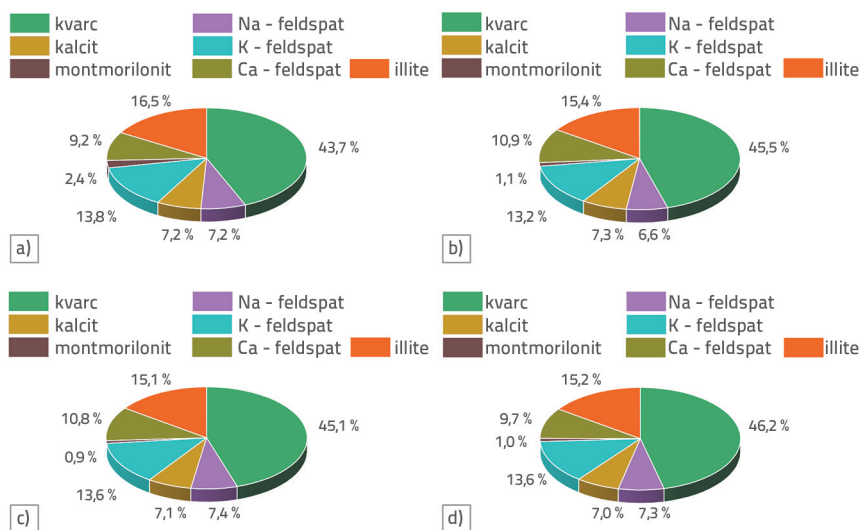 kvarc
Na - feldspat
kalcit
K - feldspat
montmorilonit
Ca - feldspat
illite
16,5 %
9,2 %
43,7 %
2,4 %
13,8 %
7,2 %
7,2 %
a)
kvarc
Na - feldspat
kalcit
K - feldspat
montmorilonit
Ca - feldspat
illite
15,4 %
10,9 %
45,5 %
1,1 %
13,2 %
7,3 %
6,6 %
b)
kvarc
Na - feldspat
kalcit
K - feldspat
montmorilonit
Ca - feldspat
illite
15,1 %
10,8 %
45,1 %
0,9 %
13,6 %
7,1 %
7,4 %
c)
kvarc
Na - feldspat
kalcit
K - feldspat
montmorilonit
Ca - feldspat
illite
15,2 %
9,7 %
46,2 %
1,0 %
13,6 %
7,0 %
7,3 %
d)